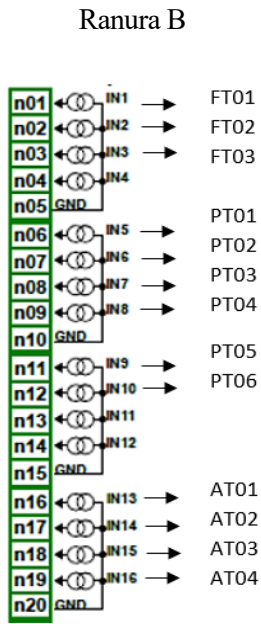 Ranura B
n01 IN1 FT01
n02 IN2 FT02
n03 IN3 FT03
n04 IN4
n05 GND
n06 IN5 PT01
n07 IN6 PT02
n08 IN7 PT03
n09 IN8 PT04
n10 GND
n11 IN9 PT05
n12 IN10 PT06
n13 IN11
n14 IN12
n15 GND
n16 IN13 AT01
n17 IN14 AT02
n18 IN15 AT03
n19 IN16 AT04
n20 GND